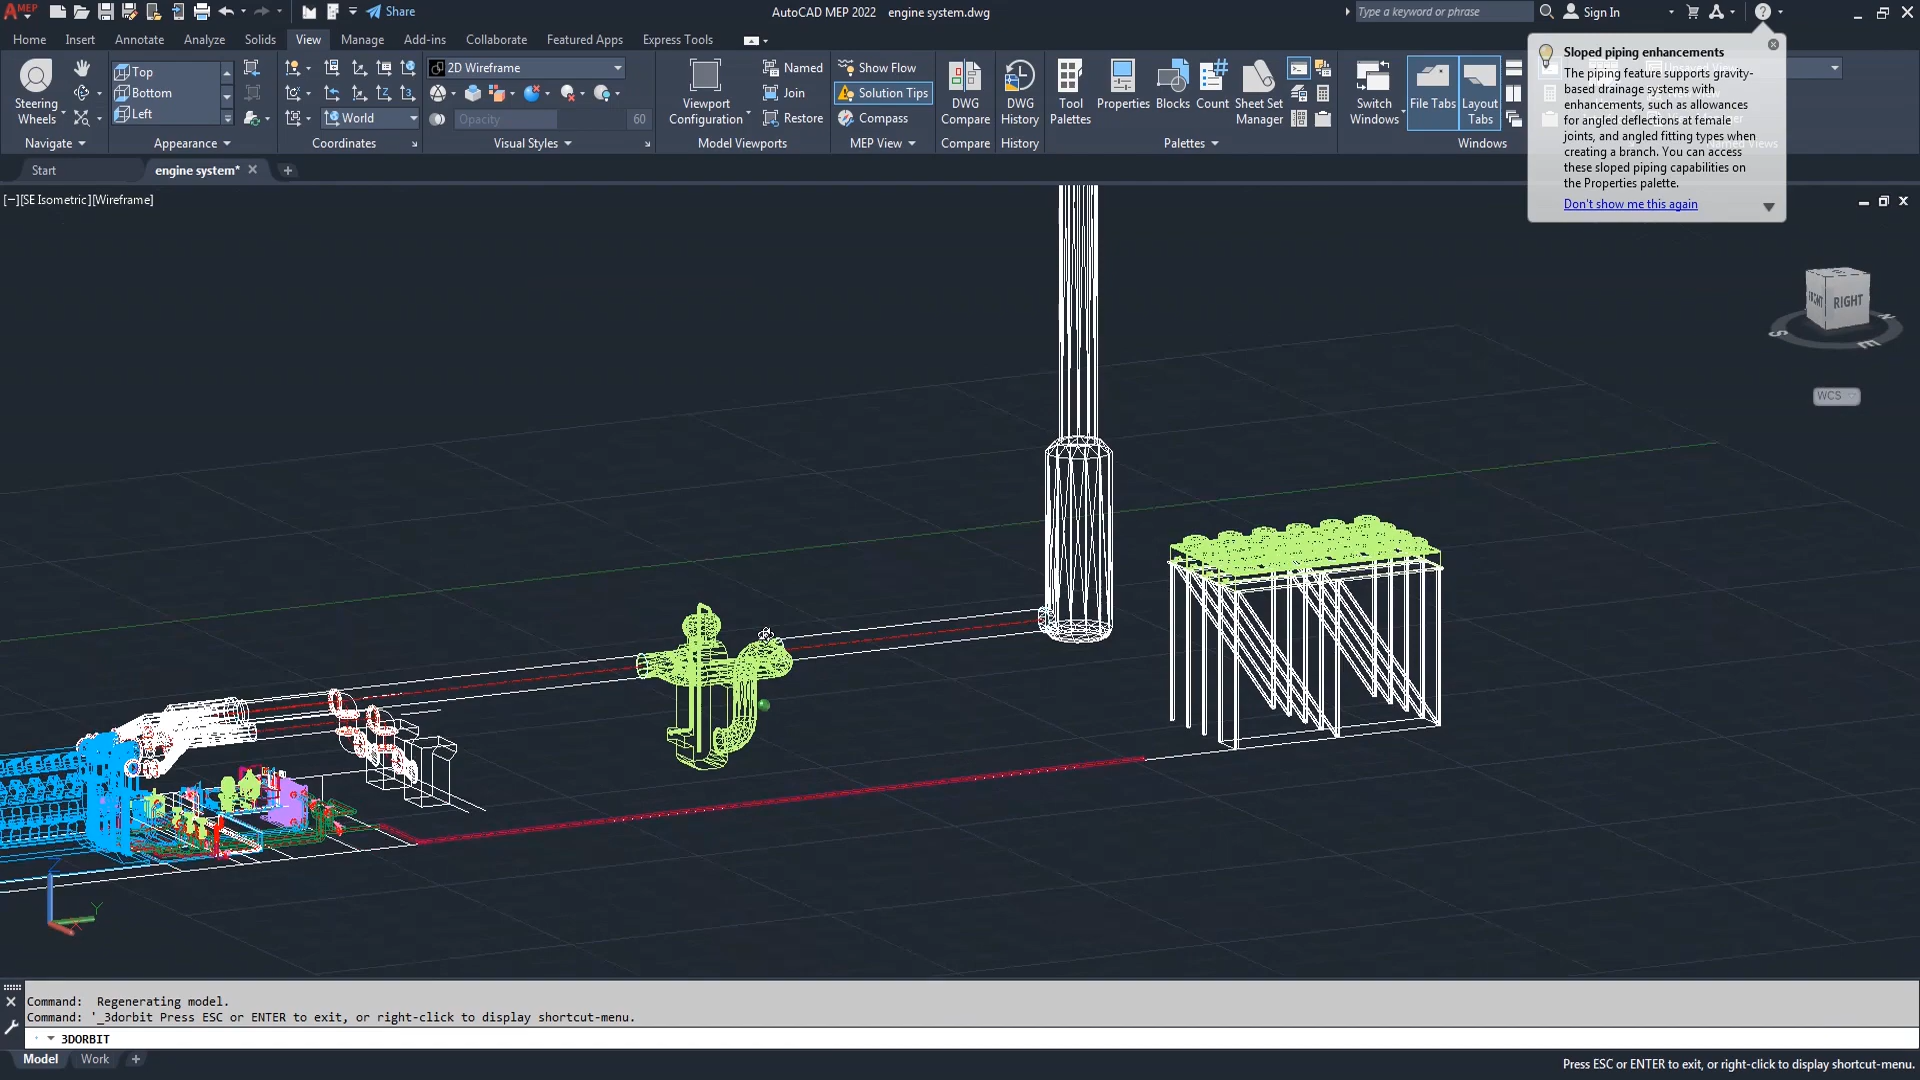 MEP
Share
AutoCAD MEP 2022 engine system.dwg
Type a keyword or phrase
Sign In
Home Insert Annotate Analyze Solids View Manage Add-ins Collaborate Featured Apps Express Tools
Steering Wheels
Top
Bottom
Left
World
2D Wireframe
Opacity 60
Viewport Configuration
Named
Join
Restore
Show Flow
Solution Tips
Compass
DWG Compare
DWG History
Tool Palettes
Properties
Blocks
Count
Sheet Set Manager
Switch Windows
File Tabs
Layout Tabs
Navigate Appearance Coordinates Visual Styles Model Viewports MEP View Compare History Palettes Windows
Sloped piping enhancements
The piping feature supports gravity-
based drainage systems with
enhancements, such as allowances
for angled deflections at female
joints, and angled fitting types when
creating a branch. You can access
these sloped piping capabilities on
the Properties palette.
Don't show me this again
Start engine system*
[−][SE Isometric][Wireframe]
RIGHT
S
E
N
WCS
Z
Y
X
Command: Regenerating model.
Command: '_3dorbit Press ESC or ENTER to exit, or right-click to display shortcut-menu.
3DORBIT
Model Work
Press ESC or ENTER to exit, or right-click to display shortcut-menu.